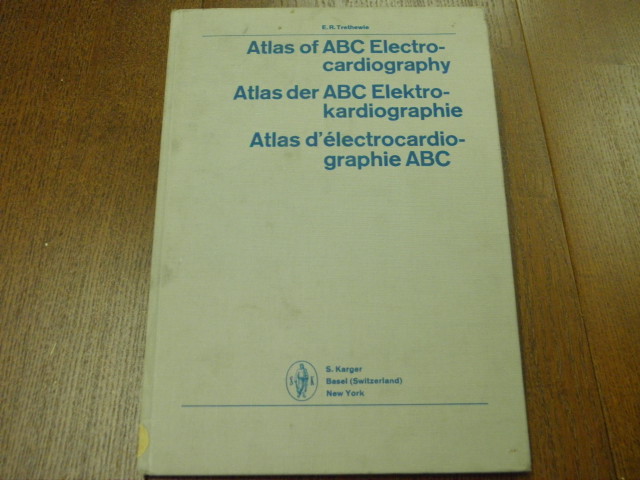 E. R. Trethewie
Atlas of ABC Electro-
cardiography
Atlas der ABC Elektro-
kardiographie
Atlas d'électrocardio-
graphie ABC
S K
S. Karger
Basel (Switzerland)
New York